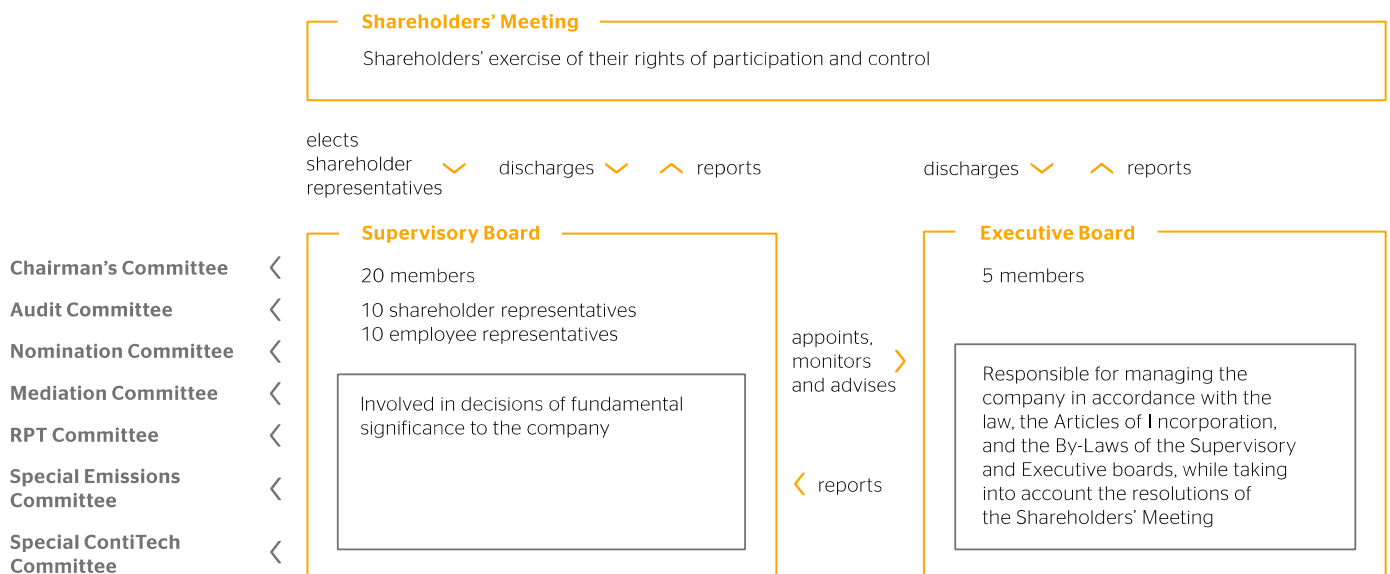 Shareholders’ Meeting
Shareholders’ exercise of their rights of participation and control
elects
shareholder
representatives
discharges
reports
discharges
reports
Chairman’s Committee
Audit Committee
Nomination Committee
Mediation Committee
RPT Committee
Special Emissions
Committee
Special ContiTech
Committee
Supervisory Board
20 members
10 shareholder representatives
10 employee representatives
Involved in decisions of fundamental
significance to the company
appoints,
monitors
and advises
reports
Executive Board
5 members
Responsible for managing the
company in accordance with the
law, the Articles of Incorporation,
and the By-Laws of the Supervisory
and Executive boards, while taking
into account the resolutions of
the Shareholders’ Meeting